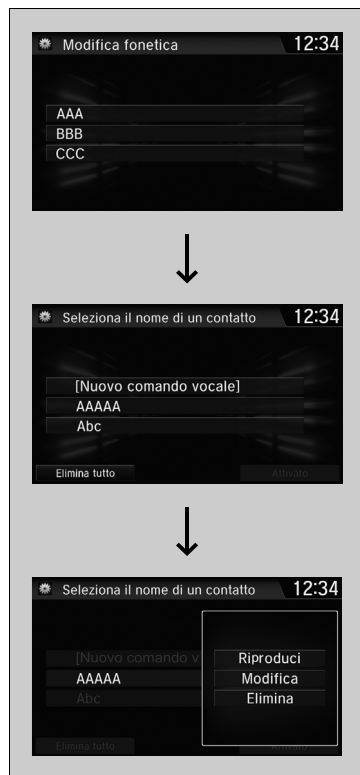 Modifica fonetica 12:34
AAA
BBB
CCC
Seleziona il nome di un contatto 12:34
[Nuovo comando vocale]
AAAAA
Abc
Elimina tutto Attivato
Seleziona il nome di un contatto 12:34
[Nuovo comando v Riproduci
AAAAA Modifica
Abc Elimina
Elimina tutto Attivato